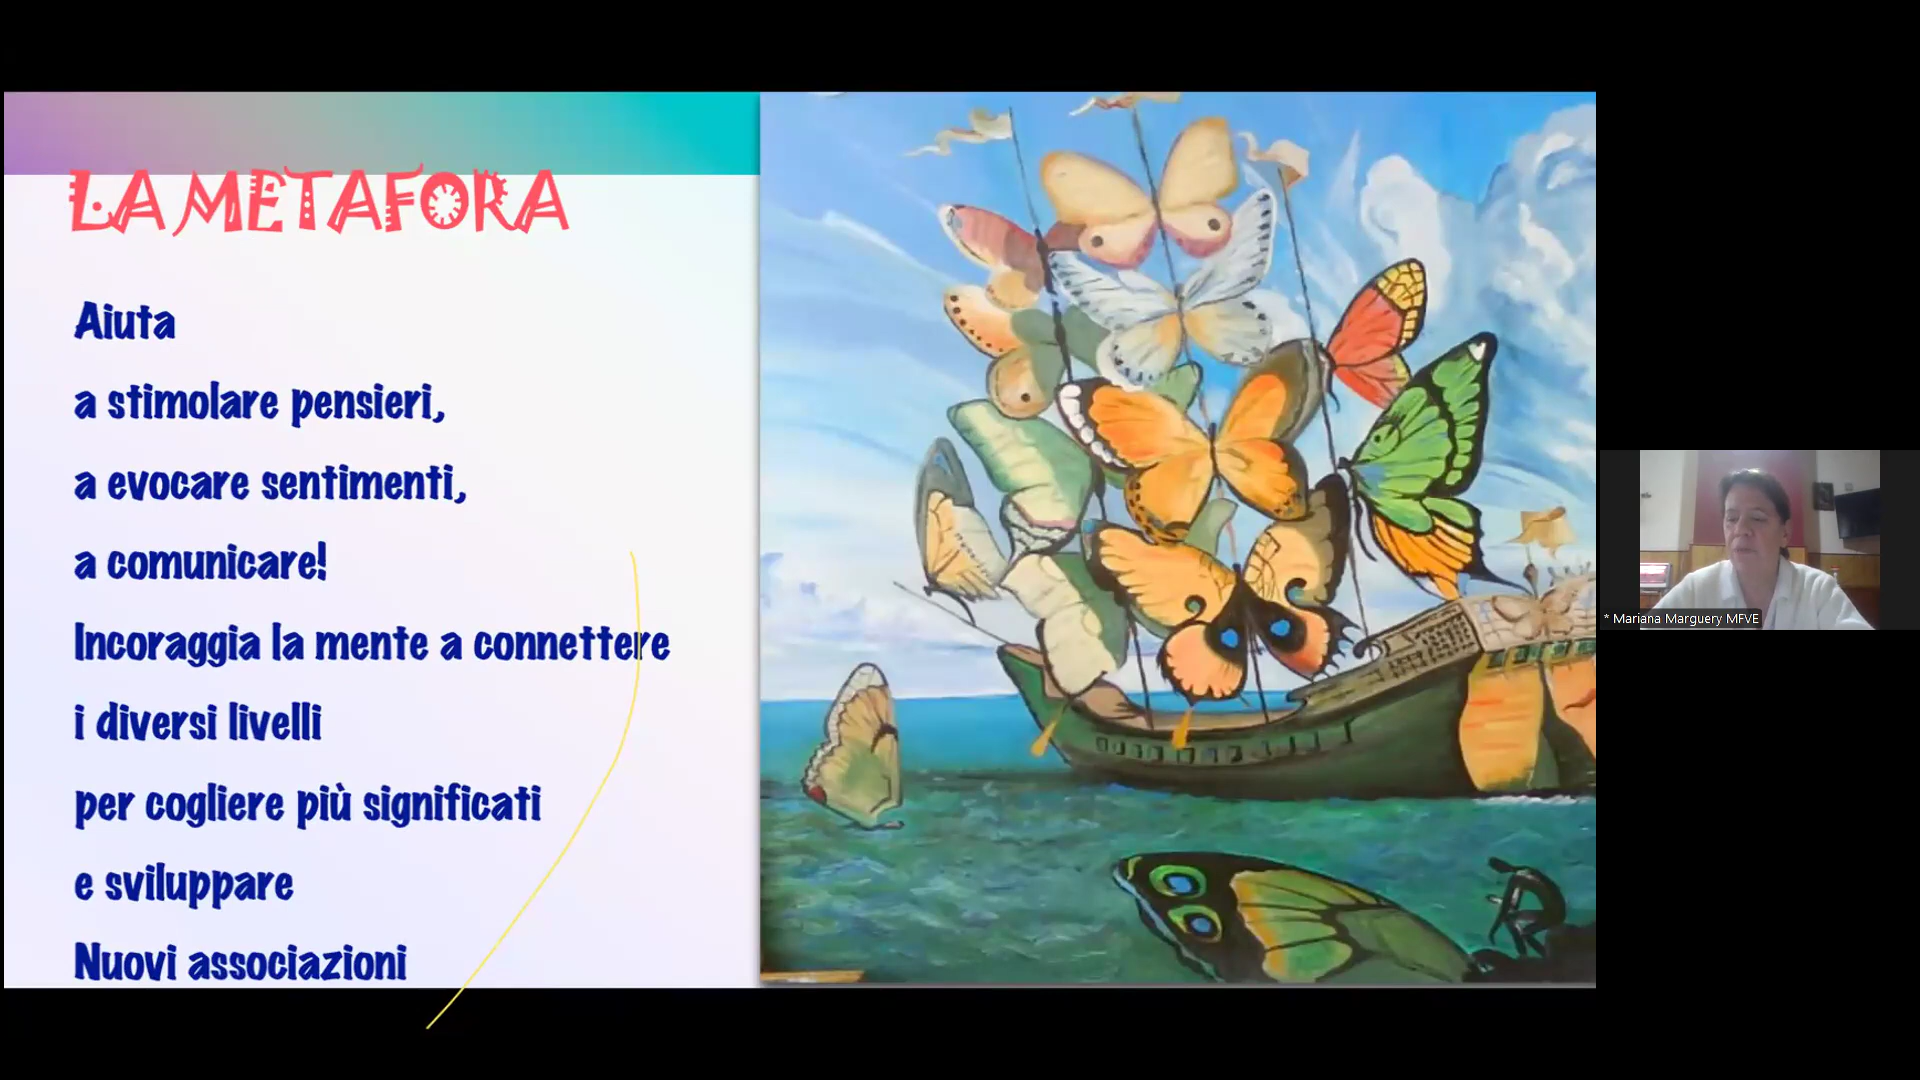 LA METAFORA
Aiuta
a stimolare pensieri,
a evocare sentimenti,
a comunicare!
Incoraggia la mente a connettere
i diversi livelli
per cogliere più significati
e sviluppare
Nuovi associazioni
* Mariana Marguery MFVE